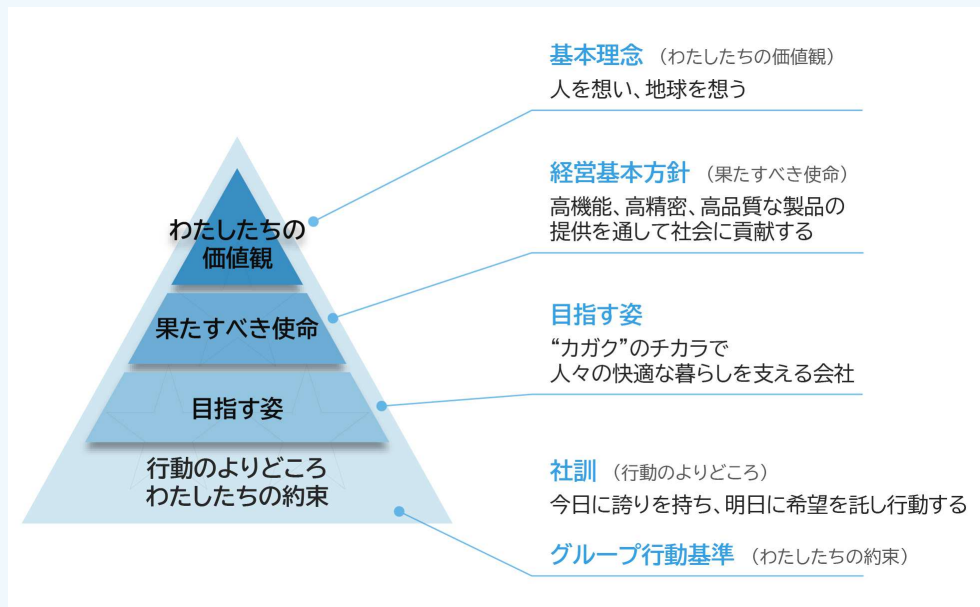 わたしたちの
価値観
果たすべき使命
目指す姿
行動のよりどころ
わたしたちの約束
基本理念 （わたしたちの価値観）
人を想い、地球を想う
経営基本方針 （果たすべき使命）
高機能、高精密、高品質な製品の
提供を通して社会に貢献する
目指す姿
“カガク”のチカラで
人々の快適な暮らしを支える会社
社訓 （行動のよりどころ）
今日に誇りを持ち、明日に希望を託し行動する
グループ行動基準 （わたしたちの約束）